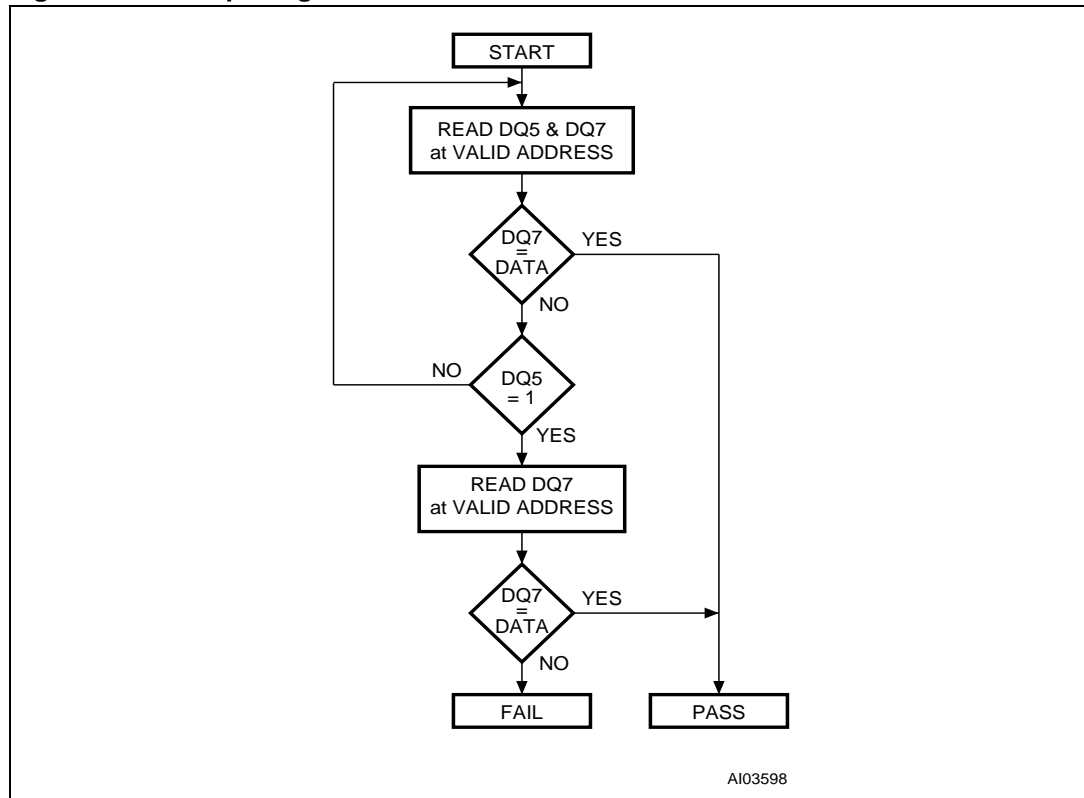 START
READ DQ5 & DQ7
at VALID ADDRESS
DQ7
=
DATA
YES
NO
NO
DQ5
= 1
YES
READ DQ7
at VALID ADDRESS
DQ7
=
DATA
YES
NO
FAIL
PASS
AI03598